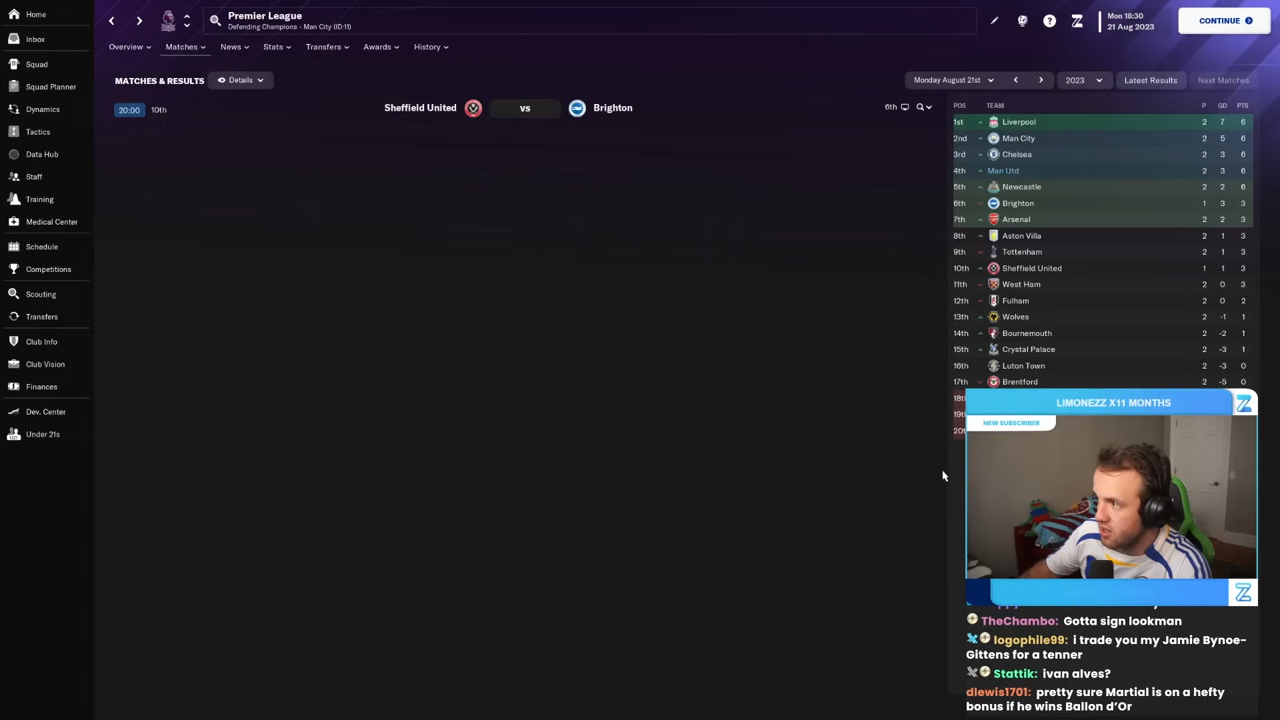 Home
Inbox
Squad
Squad Planner
Dynamics
Tactics
Data Hub
Staff
Training
Medical Center
Schedule
Competitions
Scouting
Transfers
Club Info
Club Vision
Finances
Dev. Center
Under 21s
Premier League
Defending Champions - Man City (ID:11)
Mon 18:30
21 Aug 2023
CONTINUE
Overview
Matches
News
Stats
Transfers
Awards
History
MATCHES & RESULTS
Details
Monday August 21st
2023
Latest Results
Next Matches
20:00 10th Sheffield United vs Brighton 6th
POS TEAM P GD PTS
1st Liverpool 2 7 6
2nd Man City 2 5 6
3rd Chelsea 2 3 6
4th Man Utd 2 3 6
5th Newcastle 2 2 6
6th Brighton 1 3 3
7th Arsenal 2 2 3
8th Aston Villa 2 1 3
9th Tottenham 2 1 3
10th Sheffield United 1 1 3
11th West Ham 2 0 3
12th Fulham 2 0 2
13th Wolves 2 -1 1
14th Bournemouth 2 -2 1
15th Crystal Palace 2 -3 1
16th Luton Town 2 -3 0
17th Brentford 2 -5 0
LIMONEZZ X11 MONTHS
NEW SUBSCRIBER
TheChambo: Gotta sign lookman
logophile99: i trade you my Jamie Bynoe-
Gittens for a tenner
Stattik: ivan alves?
dlewis1701: pretty sure Martial is on a hefty
bonus if he wins Ballon d'Or